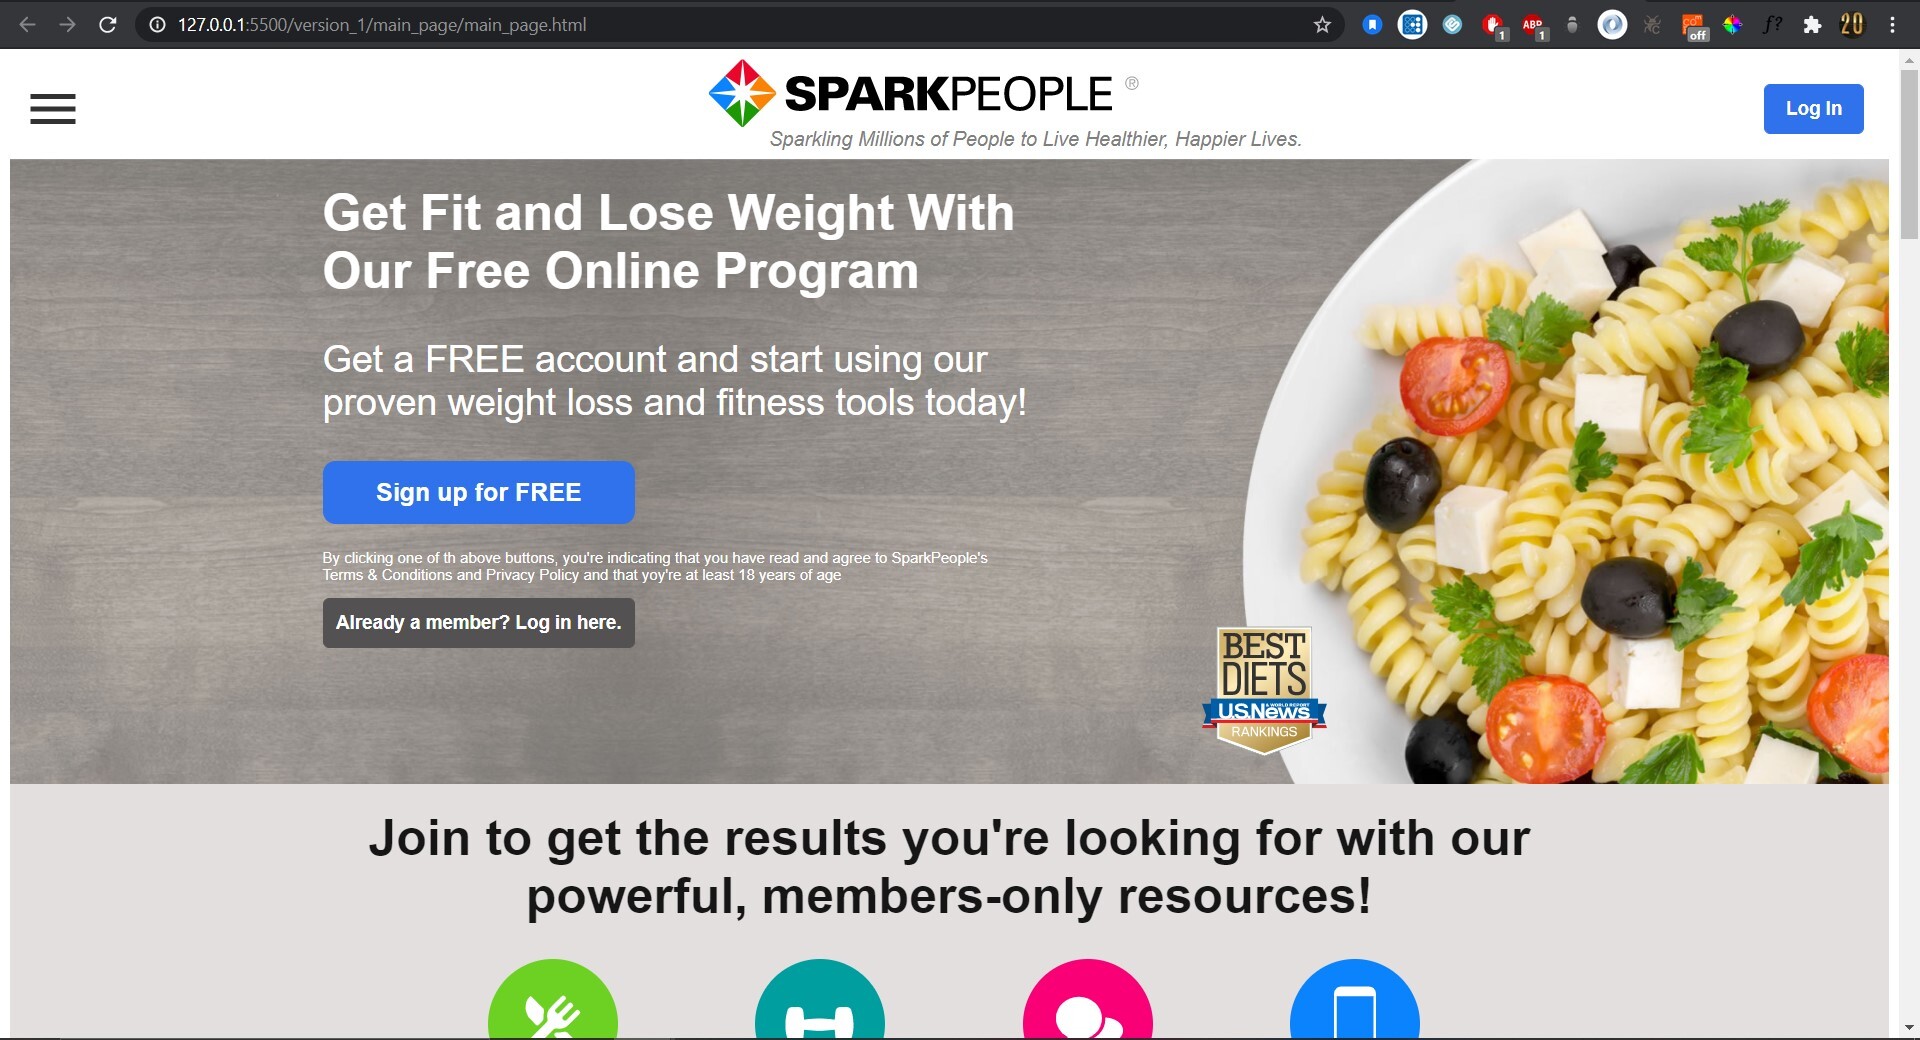 127.0.0.1:5500/version_1/main_page/main_page.html
1
ABP
1
off
f?
20
SPARKPEOPLE ®
Sparkling Millions of People to Live Healthier, Happier Lives.
Log In
Get Fit and Lose Weight With
Our Free Online Program
Get a FREE account and start using our
proven weight loss and fitness tools today!
Sign up for FREE
By clicking one of th above buttons, you're indicating that you have read and agree to SparkPeople's
Terms & Conditions and Privacy Policy and that yoy're at least 18 years of age
Already a member? Log in here.
BEST
DIETS
& WORLD REPORT
U.S.News
RANKINGS
Join to get the results you're looking for with our
powerful, members-only resources!